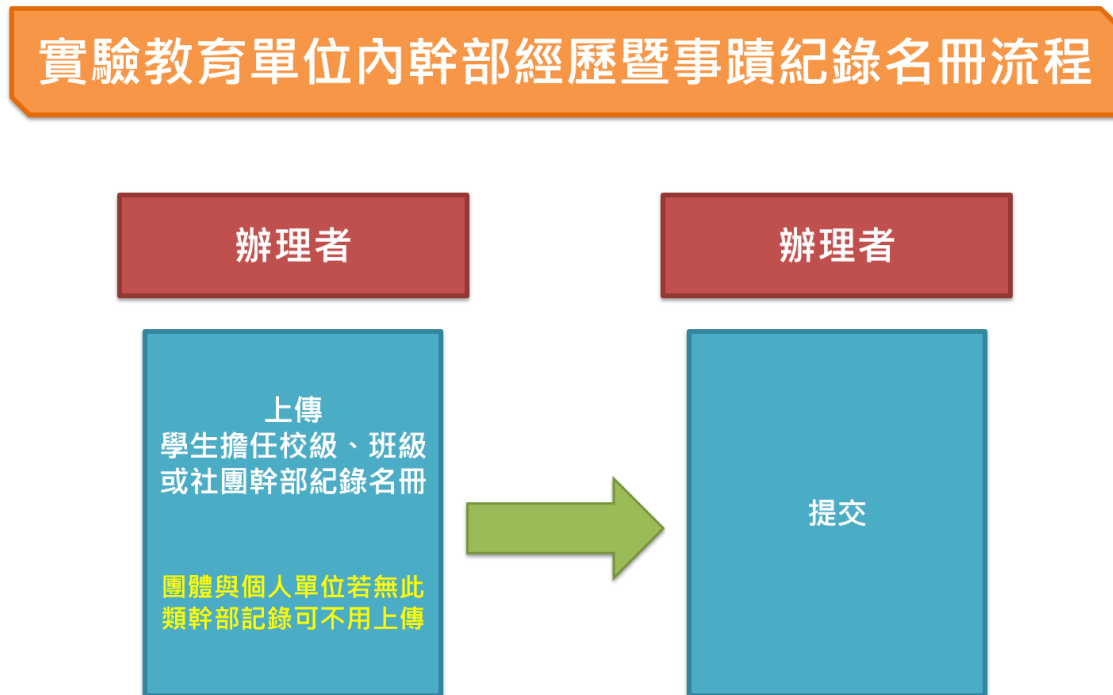 實驗教育單位內幹部經歷暨事蹟紀錄名冊流程
辦理者
上傳
學生擔任校級、班級
或社團幹部紀錄名冊
團體與個人單位若無此
類幹部記錄可不用上傳
辦理者
提交